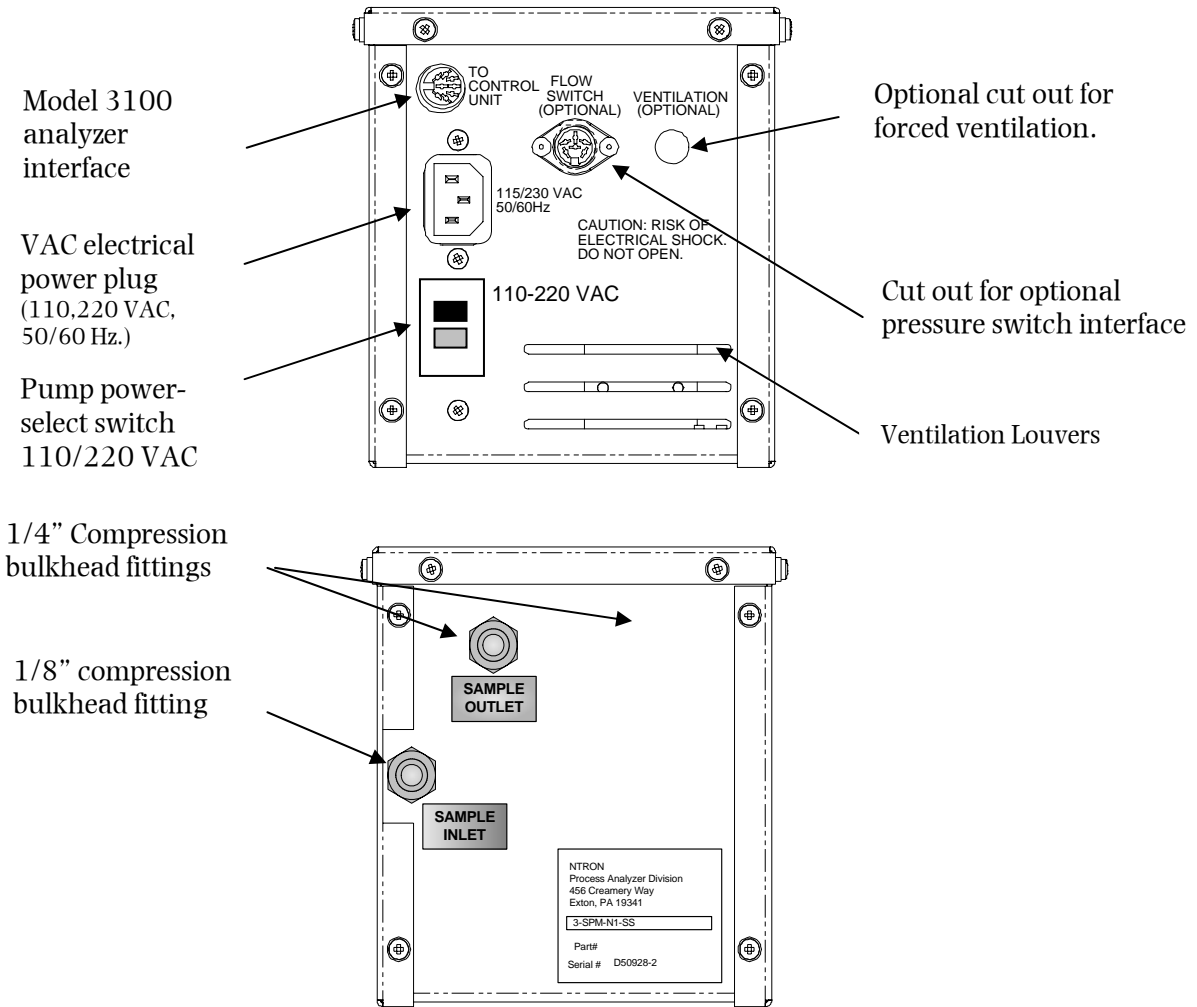 Model 3100
analyzer
interface
VAC electrical
power plug
(110,220 VAC,
50/60 Hz.)
Pump power-
select switch
110/220 VAC
TO
CONTROL
UNIT
FLOW
SWITCH
(OPTIONAL)
VENTILATION
(OPTIONAL)
115/230 VAC
50/60Hz
CAUTION: RISK OF
ELECTRICAL SHOCK.
DO NOT OPEN.
110-220 VAC
Optional cut out for
forced ventilation.
Cut out for optional
pressure switch interface
Ventilation Louvers
1/4” Compression
bulkhead fittings
1/8” compression
bulkhead fitting
SAMPLE
OUTLET
SAMPLE
INLET
NTRON
Process Analyzer Division
456 Creamery Way
Exton, PA 19341
3-SPM-N1-SS
Part#
Serial # D50928-2